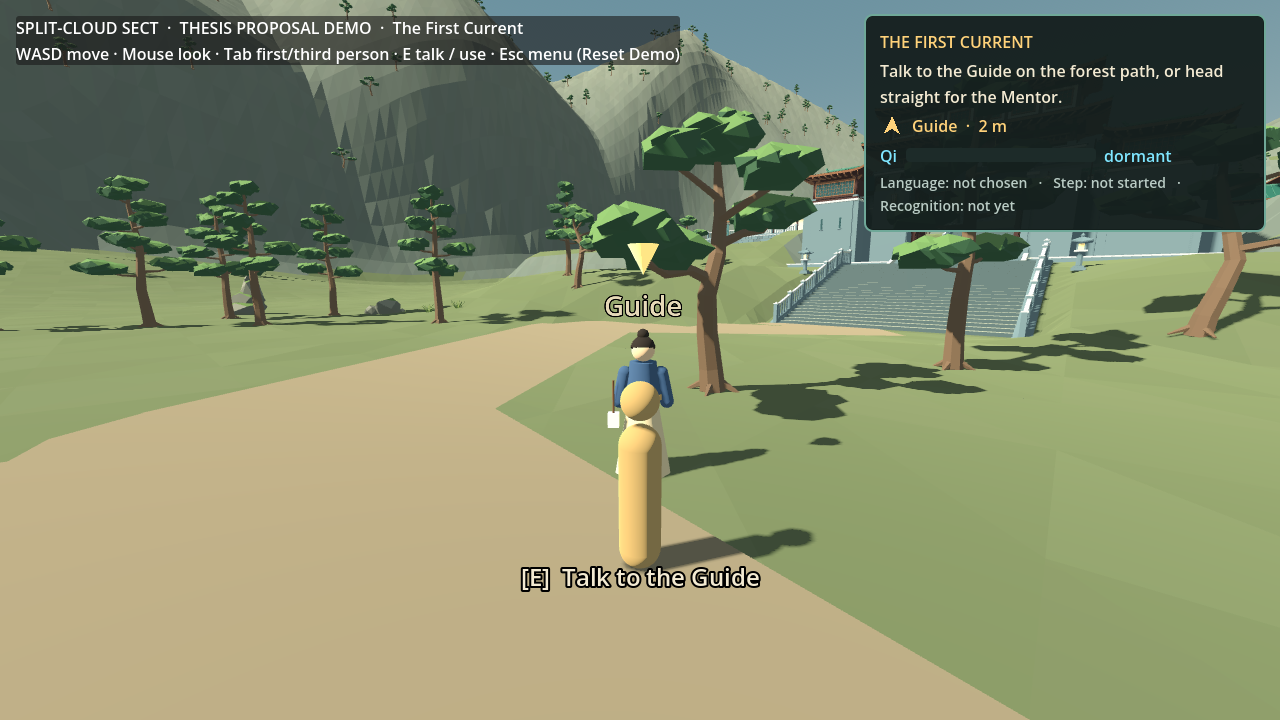 SPLIT-CLOUD SECT · THESIS PROPOSAL DEMO · The First Current
WASD move · Mouse look · Tab first/third person · E talk / use · Esc menu (Reset Demo)
THE FIRST CURRENT
Talk to the Guide on the forest path, or head
straight for the Mentor.
Guide · 2 m
Qi dormant
Language: not chosen · Step: not started ·
Recognition: not yet
Guide
[E] Talk to the Guide